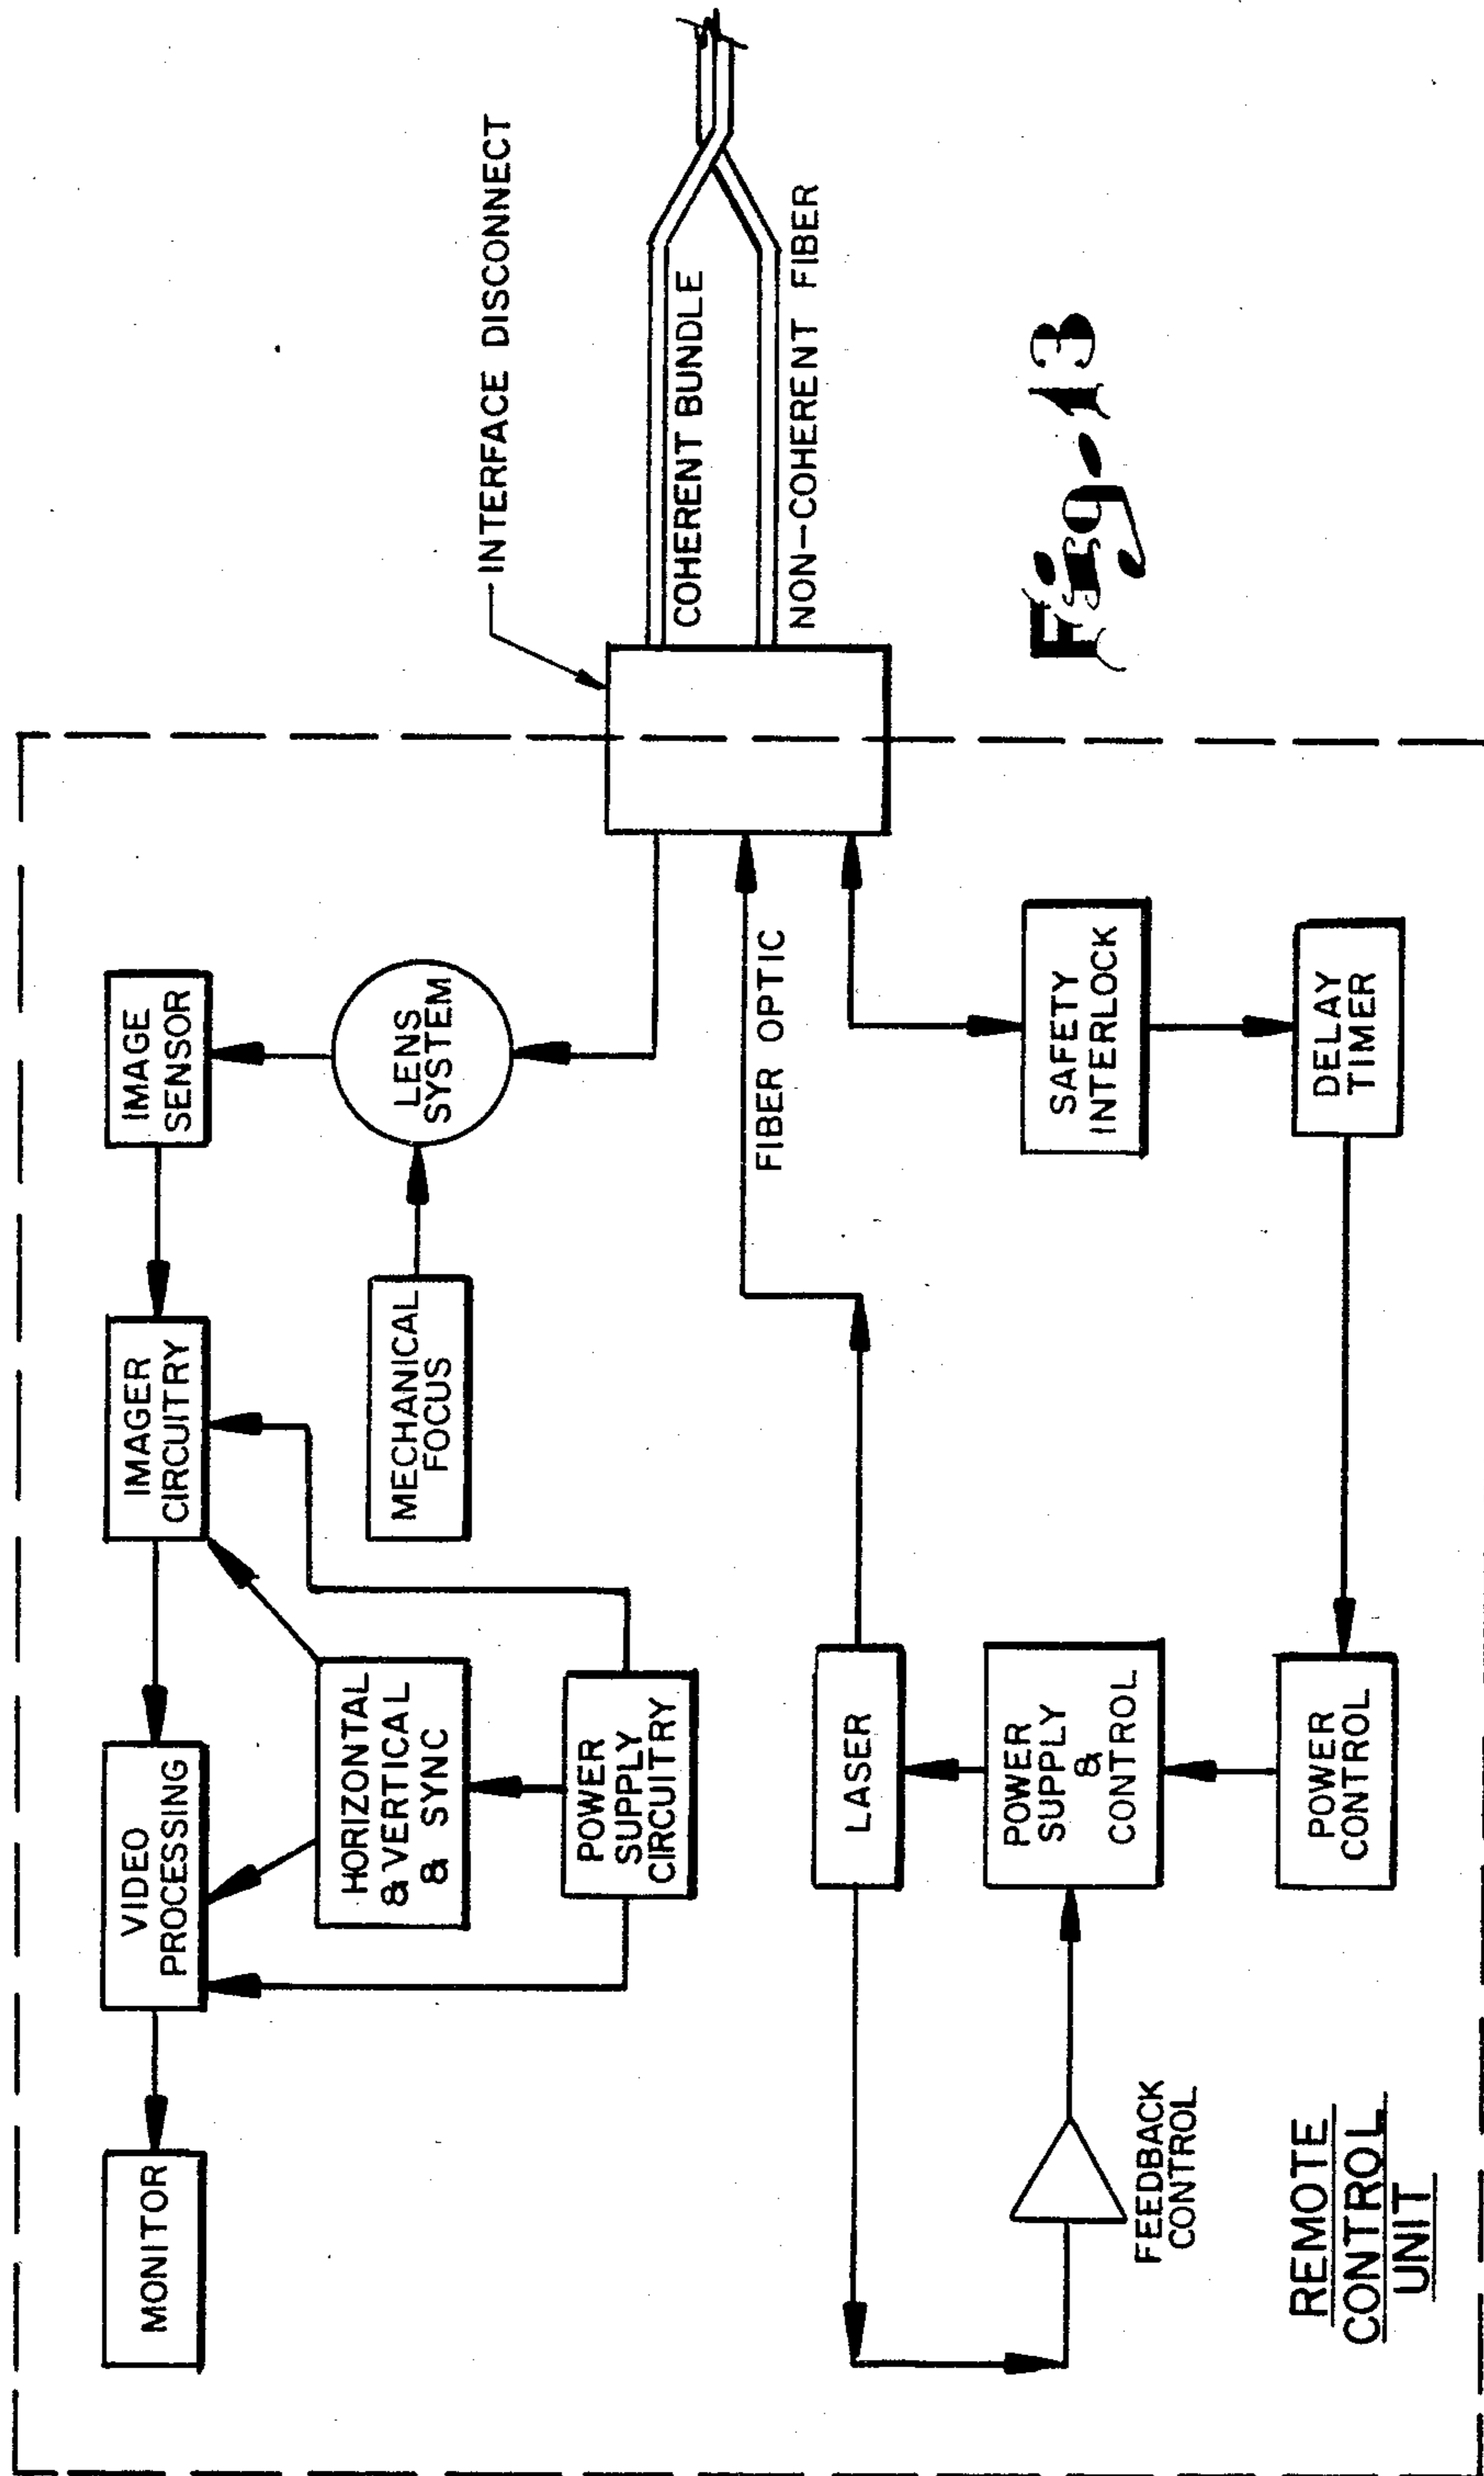 MONITOR
VIDEO
PROCESSING
IMAGER
CIRCUITRY
IMAGE
SENSOR
HORIZONTAL
& VERTICAL
& SYNC
MECHANICAL
FOCUS
LENS
SYSTEM
INTERFACE DISCONNECT
POWER
SUPPLY
CIRCUITRY
COHERENT BUNDLE
FIBER OPTIC
NON-COHERENT FIBER
LASER
POWER
SUPPLY
&
CONTROL
SAFETY
INTERLOCK
FEEDBACK
CONTROL
POWER
CONTROL
DELAY
TIMER
REMOTE
CONTROL
UNIT
Fig-13